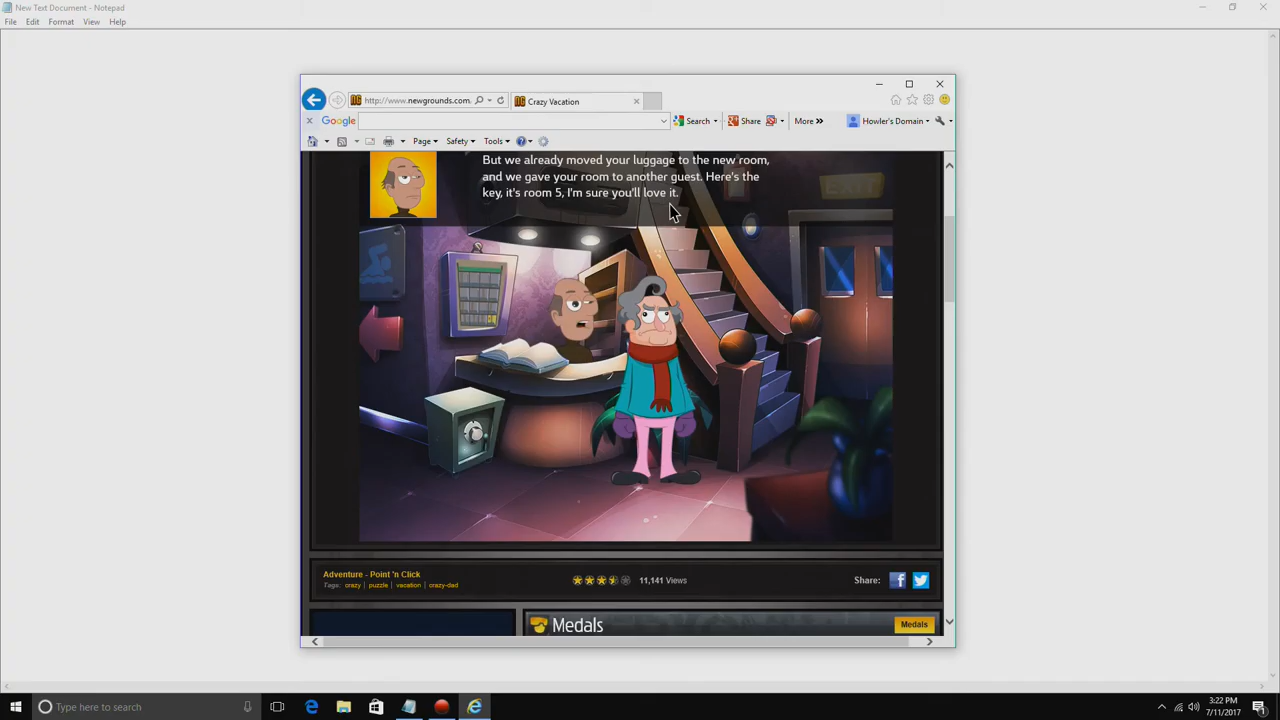 New Text Document - Notepad
File Edit Format View Help
http://www.newgrounds.com
Crazy Vacation
Google
Search
Share
More »
Howler's Domain
Page
Safety
Tools
But we already moved your luggage to the new room,
and we gave your room to another guest. Here's the
key, it's room 5, I'm sure you'll love it.
EXIT
Adventure - Point 'n Click
Tags: crazy | puzzle | vacation | crazy-dad
11,141 Views
Share:
Medals
Medals
Type here to search
3:22 PM
7/11/2017
1